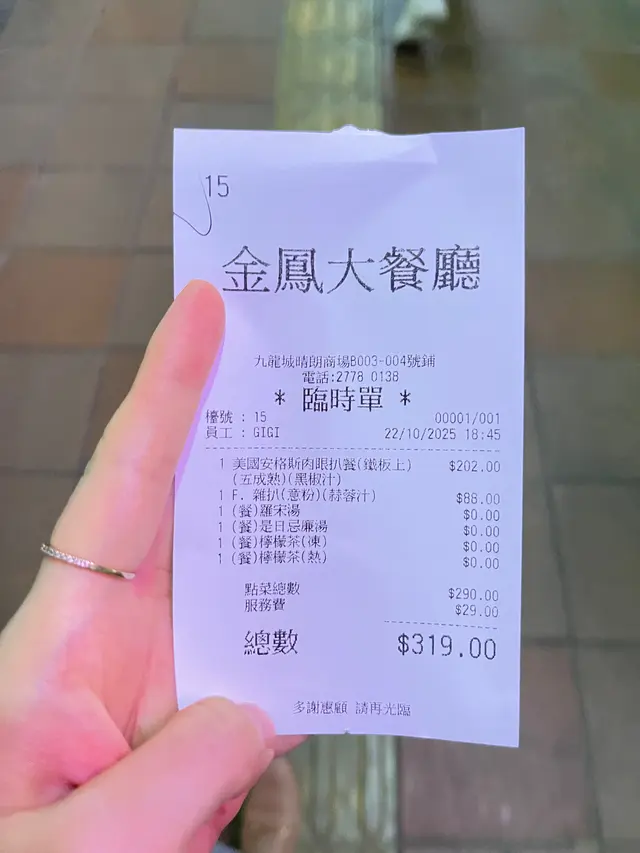 15
金鳳大餐廳
九龍城晴朗商場B003-004號鋪
電話:2778 0138
* 臨時單 *
檯號 : 15 00001/001
員工 : GIGI 22/10/2025 18:45
1 美國安格斯肉眼扒餐(鐵板上) $202.00
(五成熟)(黑椒汁)
1 F. 雜扒(意粉)(蒜蓉汁) $88.00
1 (餐)羅宋湯 $0.00
1 (餐)是日忌廉湯 $0.00
1 (餐)檸檬茶(凍) $0.00
1 (餐)檸檬茶(熱) $0.00
點菜總數 $290.00
服務費 $29.00
總數 $319.00
多謝惠顧 請再光臨